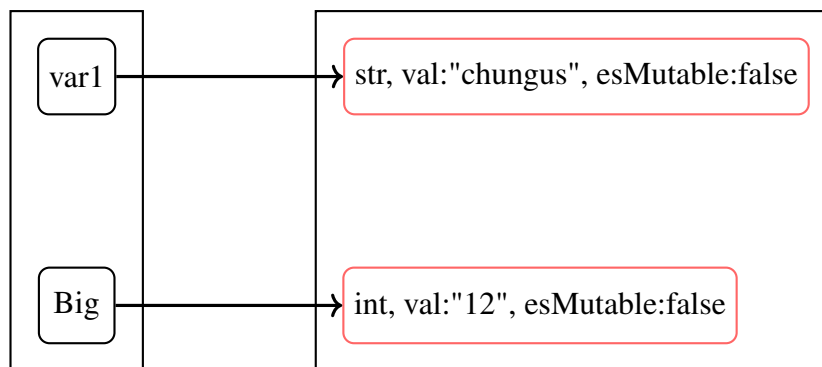 var1 str, val:"chungus", esMutable:false
Big int, val:"12", esMutable:false